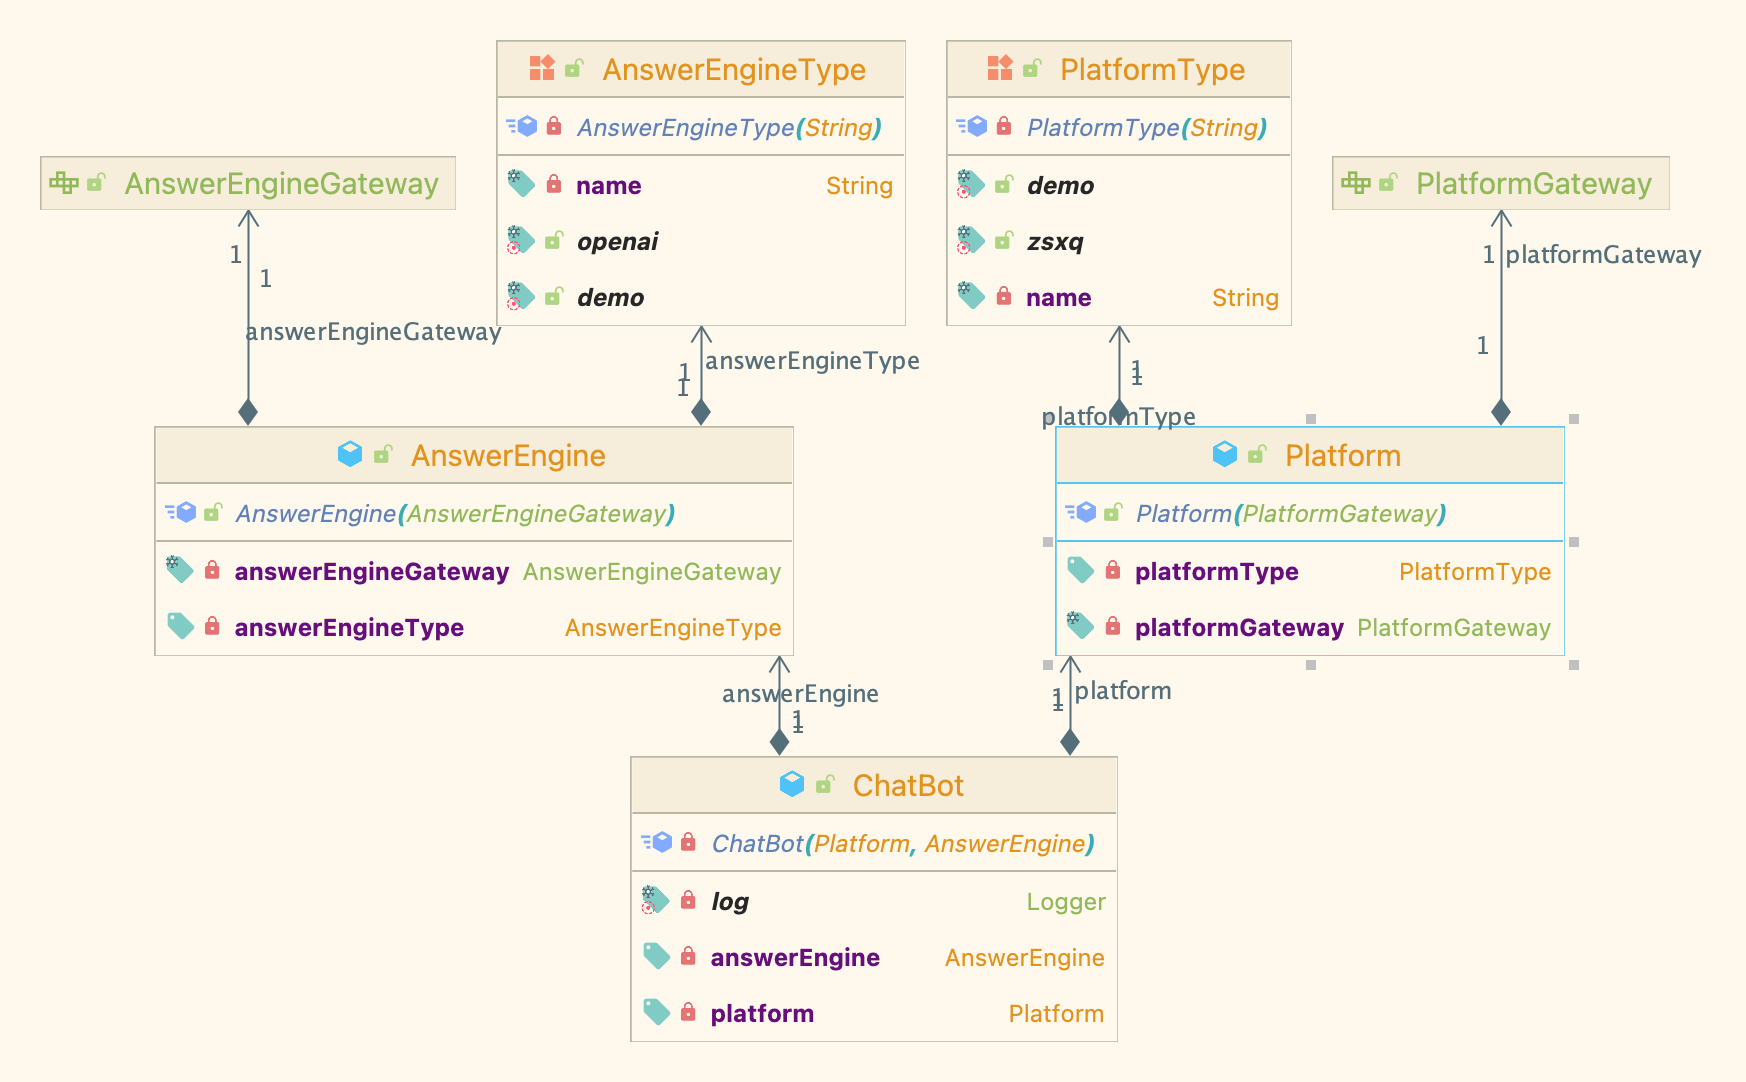 AnswerEngineType
AnswerEngineType(String)
name String
openai
demo
PlatformType
PlatformType(String)
demo
zsxq
name String
AnswerEngineGateway
PlatformGateway
1
1
answerEngineGateway
answerEngineType
1
1
1
1
platformType
1 platformGateway
1
AnswerEngine
AnswerEngine(AnswerEngineGateway)
answerEngineGateway AnswerEngineGateway
answerEngineType AnswerEngineType
Platform
Platform(PlatformGateway)
platformType PlatformType
platformGateway PlatformGateway
answerEngine
1
1
platform
1
1
ChatBot
ChatBot(Platform, AnswerEngine)
log Logger
answerEngine AnswerEngine
platform Platform